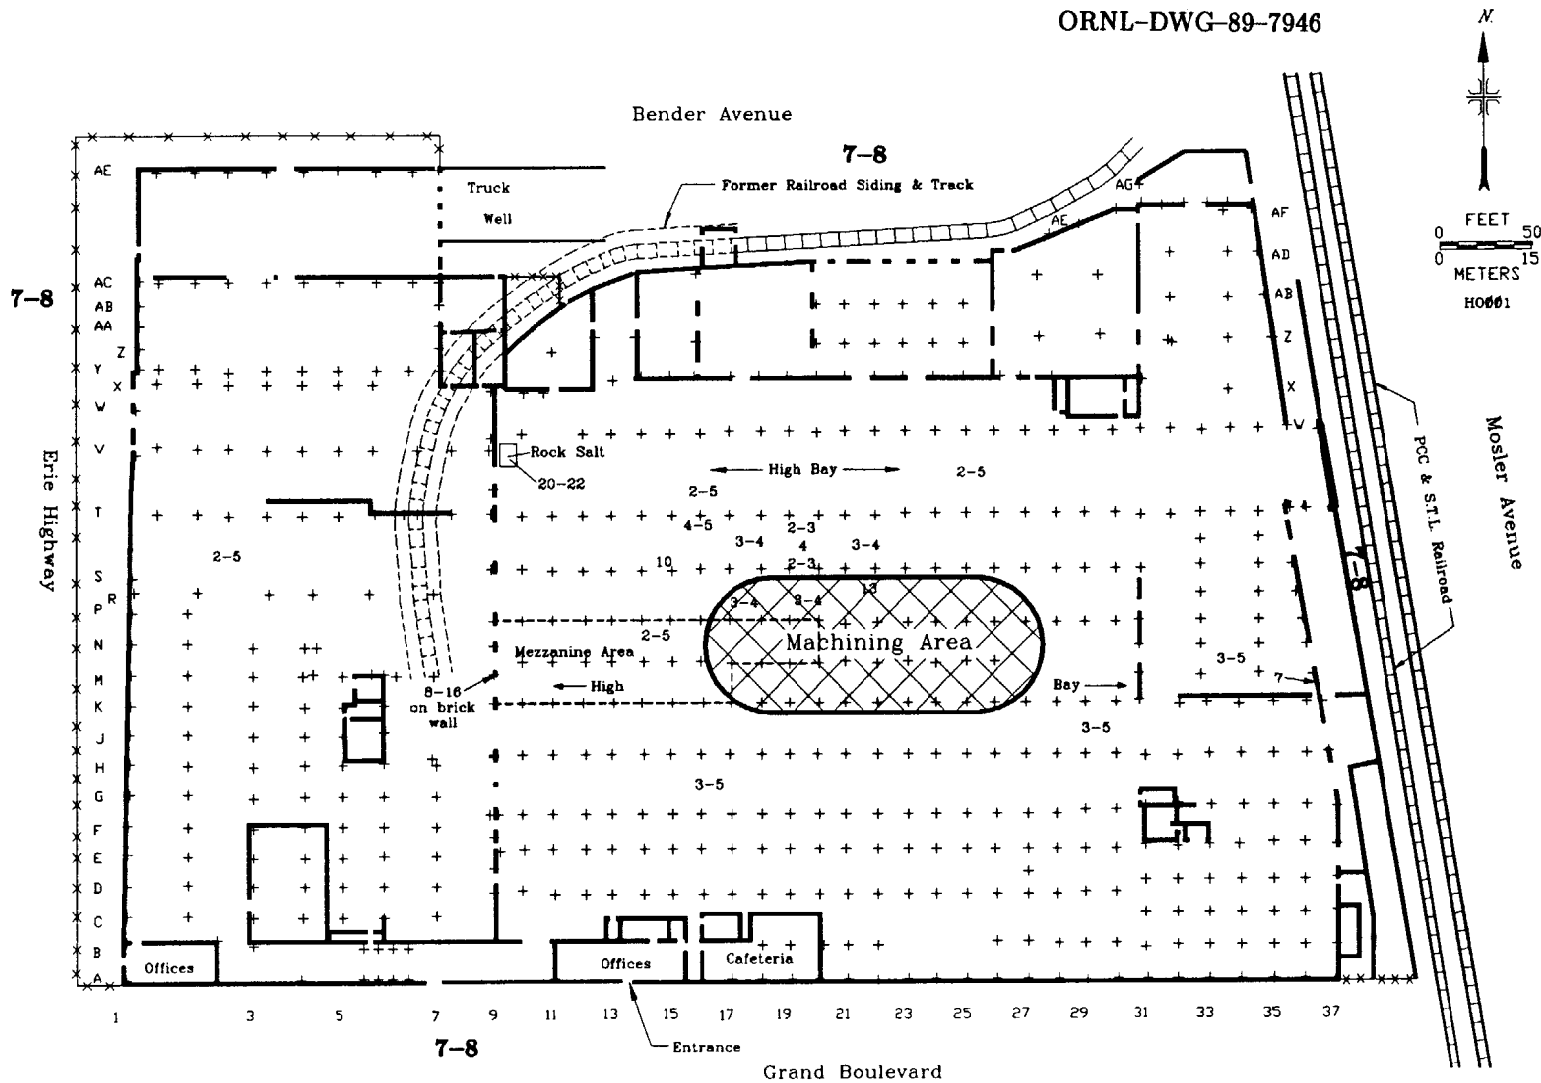 ORNL-DWG-89-7946
N
Bender Avenue
7-8
AE
Truck
Well
Former Railroad Siding & Track
AG
AE
AF
FEET
0 50
0 15
METERS
H0001
AD
AC
7-8
AB
AB
AA
Z
Z
Y
X
X
W
W
V
Rock Salt
20-22
High Bay
2-5
2-5
Erie Highway
Mosler Avenue
PCC & S.T.L. Railroad
T
4-5
2-3
3-4
4
3-4
2-5
10
2-3
7-8
S
R
P
3-4
3-4
13
N
2-5
Machining Area
Mezzanine Area
3-5
M
8-16
on brick
wall
High
Bay
7
K
3-5
J
H
3-5
G
F
E
D
C
B
Offices
Offices
Cafeteria
A
1 3 5 7 9 11 13 15 17 19 21 23 25 27 29 31 33 35 37
7-8
Entrance
Grand Boulevard